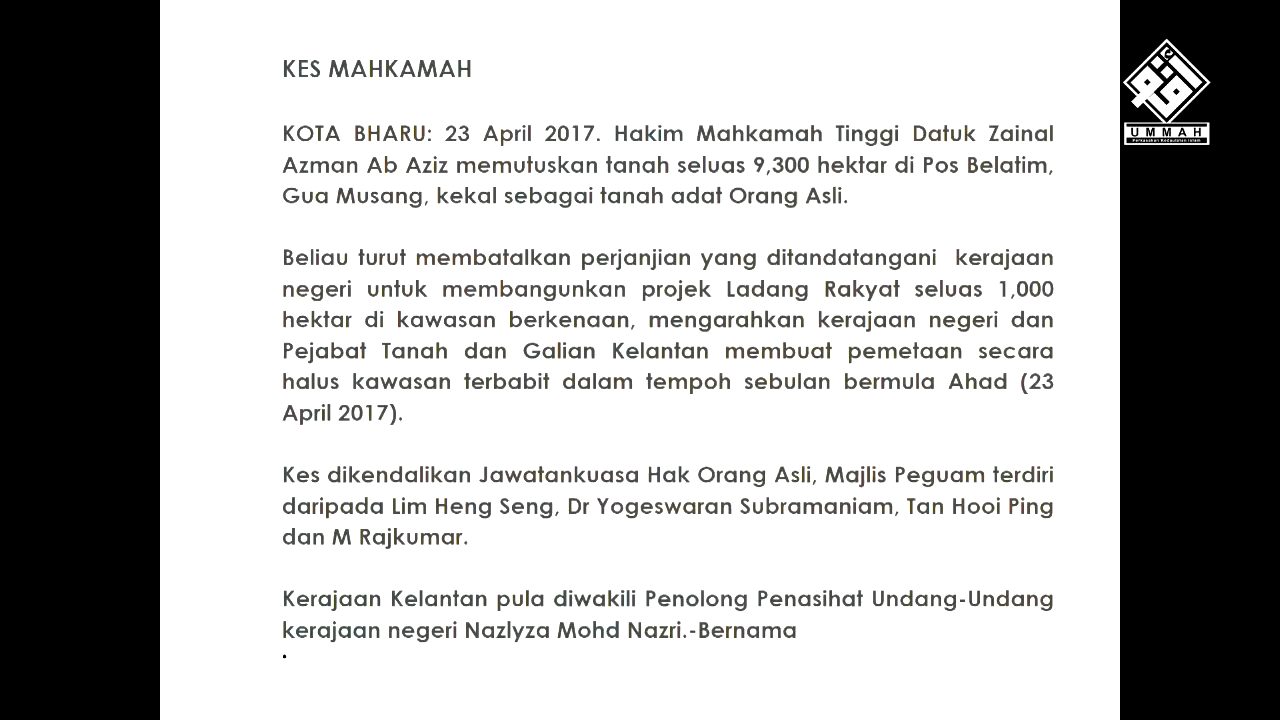 KES MAHKAMAH
KOTA BHARU: 23 April 2017. Hakim Mahkamah Tinggi Datuk Zainal
Azman Ab Aziz memutuskan tanah seluas 9,300 hektar di Pos Belatim,
Gua Musang, kekal sebagai tanah adat Orang Asli.
Beliau turut membatalkan perjanjian yang ditandatangani kerajaan
negeri untuk membangunkan projek Ladang Rakyat seluas 1,000
hektar di kawasan berkenaan, mengarahkan kerajaan negeri dan
Pejabat Tanah dan Galian Kelantan membuat pemetaan secara
halus kawasan terbabit dalam tempoh sebulan bermula Ahad (23
April 2017).
Kes dikendalikan Jawatankuasa Hak Orang Asli, Majlis Peguam terdiri
daripada Lim Heng Seng, Dr Yogeswaran Subramaniam, Tan Hooi Ping
dan M Rajkumar.
Kerajaan Kelantan pula diwakili Penolong Penasihat Undang-Undang
kerajaan negeri Nazlyza Mohd Nazri.-Bernama
.
UMMAH